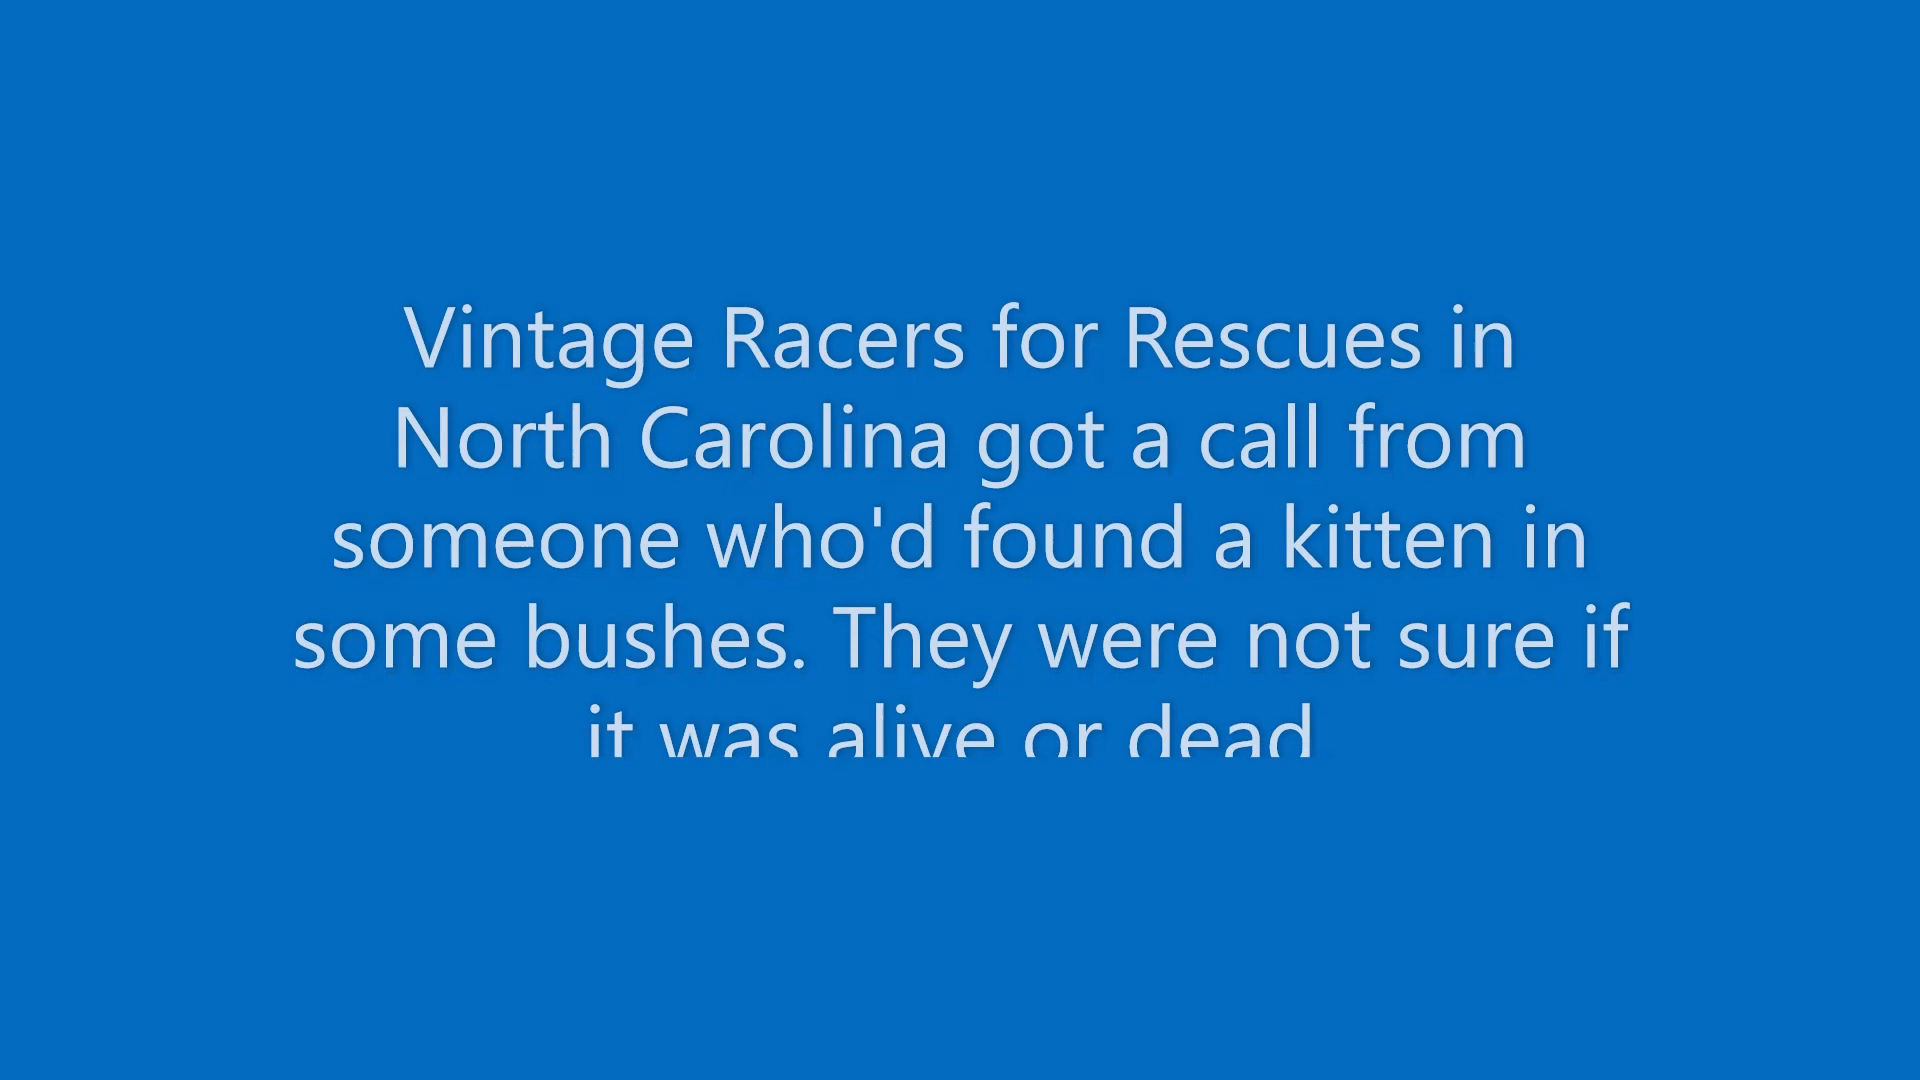 Vintage Racers for Rescues in
North Carolina got a call from
someone who'd found a kitten in
some bushes. They were not sure if
it was alive or dead